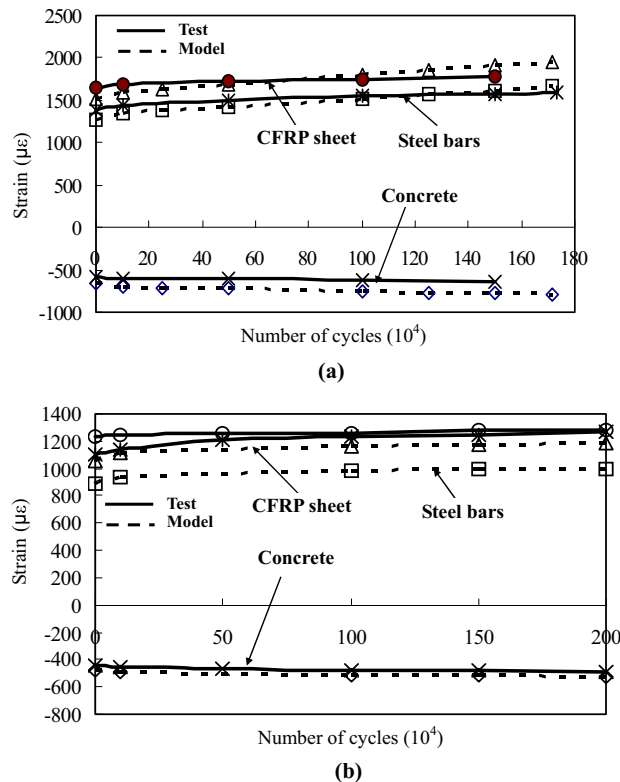 2500
2000
1500
1000
500
0
-500
-1000
Strain (με)
Test
Model
CFRP sheet
Steel bars
Concrete
0 20 40 60 80 100 120 140 160 180
Number of cycles (10⁴)
(a)
1400
1200
1000
800
600
400
200
0
-200
-400
-600
-800
Strain (με)
CFRP sheet
Steel bars
Test
Model
Concrete
0 50 100 150 200
Number of cycles (10⁴)
(b)